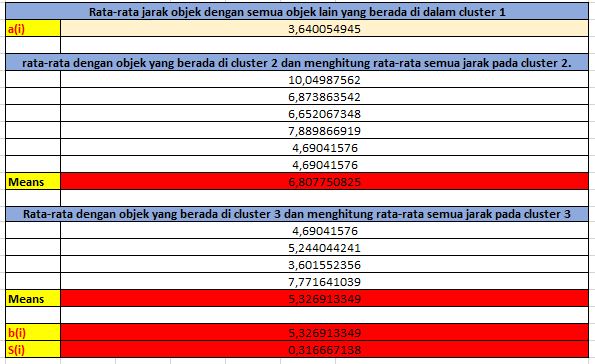 Rata-rata jarak objek dengan semua objek lain yang berada di dalam cluster 1
a(i) 3,640054945
rata-rata dengan objek yang berada di cluster 2 dan menghitung rata-rata semua jarak pada cluster 2.
10,04987562
6,873863542
6,652067348
7,889866919
4,69041576
4,69041576
Means 6,807750825
Rata-rata dengan objek yang berada di cluster 3 dan menghitung rata-rata semua jarak pada cluster 3
4,69041576
5,244044241
3,601552356
7,771641039
Means 5,326913349
b(i) 5,326913349
S(i) 0,316667138